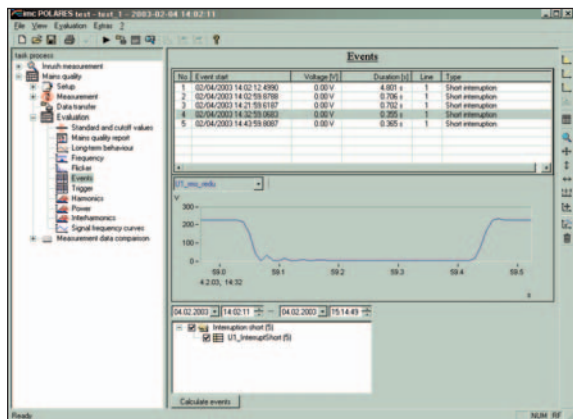 imc POLARES test - test_1 - 2003-02-04 14:02:11
File View Evaluation Extras ?
task process
Inrush measurement
Mains quality
Setup
Measurement
Data transfer
Evaluation
Standard and cutoff values
Mains quality report
Long-term behaviour
Frequency
Flicker
Events
Trigger
Harmonics
Power
Interharmonics
Signal frequency curves
Measurement data comparison
Events
No Event start Voltage [V] Duration [s] Line Type
1 02/04/2003 14:02:12.4990 0.00 V 4.801 s 1 Short interruption
2 02/04/2003 14:02:59.8788 0.00 V 0.706 s 1 Short interruption
3 02/04/2003 14:21:59.6187 0.00 V 0.702 s 1 Short interruption
4 02/04/2003 14:32:59.0683 0.00 V 0.355 s 1 Short interruption
5 02/04/2003 14:43:59.8087 0.00 V 0.365 s 1 Short interruption
V
300
200
100
0
59.0 59.1 59.2 59.3 59.4 59.5
4.2.03, 14:32
s
04.02.2003 14:02:11 - 04.02.2003 15:14:49
Interruption short (5)
U1_InterruptShort (5)
Calculate events
Ready
NUM RF